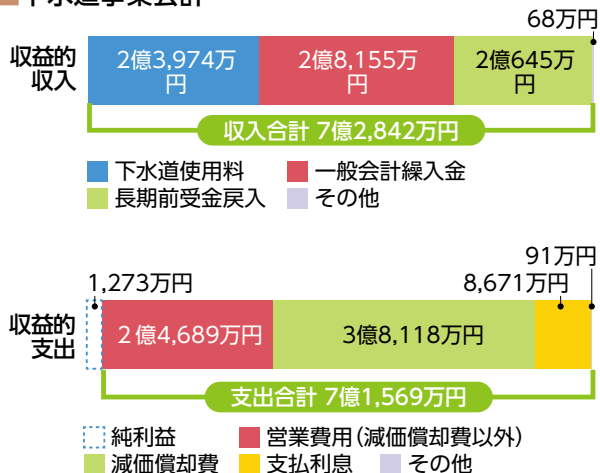 下水道事業会計
68万円
収益的
収入
2億3,974万
円
2億8,155万
円
2億645万
円
収入合計 7億2,842万円
下水道使用料
一般会計繰入金
長期前受金戻入
その他
91万円
1,273万円
8,671万円
収益的
支出
2億4,689万円
3億8,118万円
支出合計 7億1,569万円
純利益
営業費用(減価償却費以外)
減価償却費
支払利息
その他